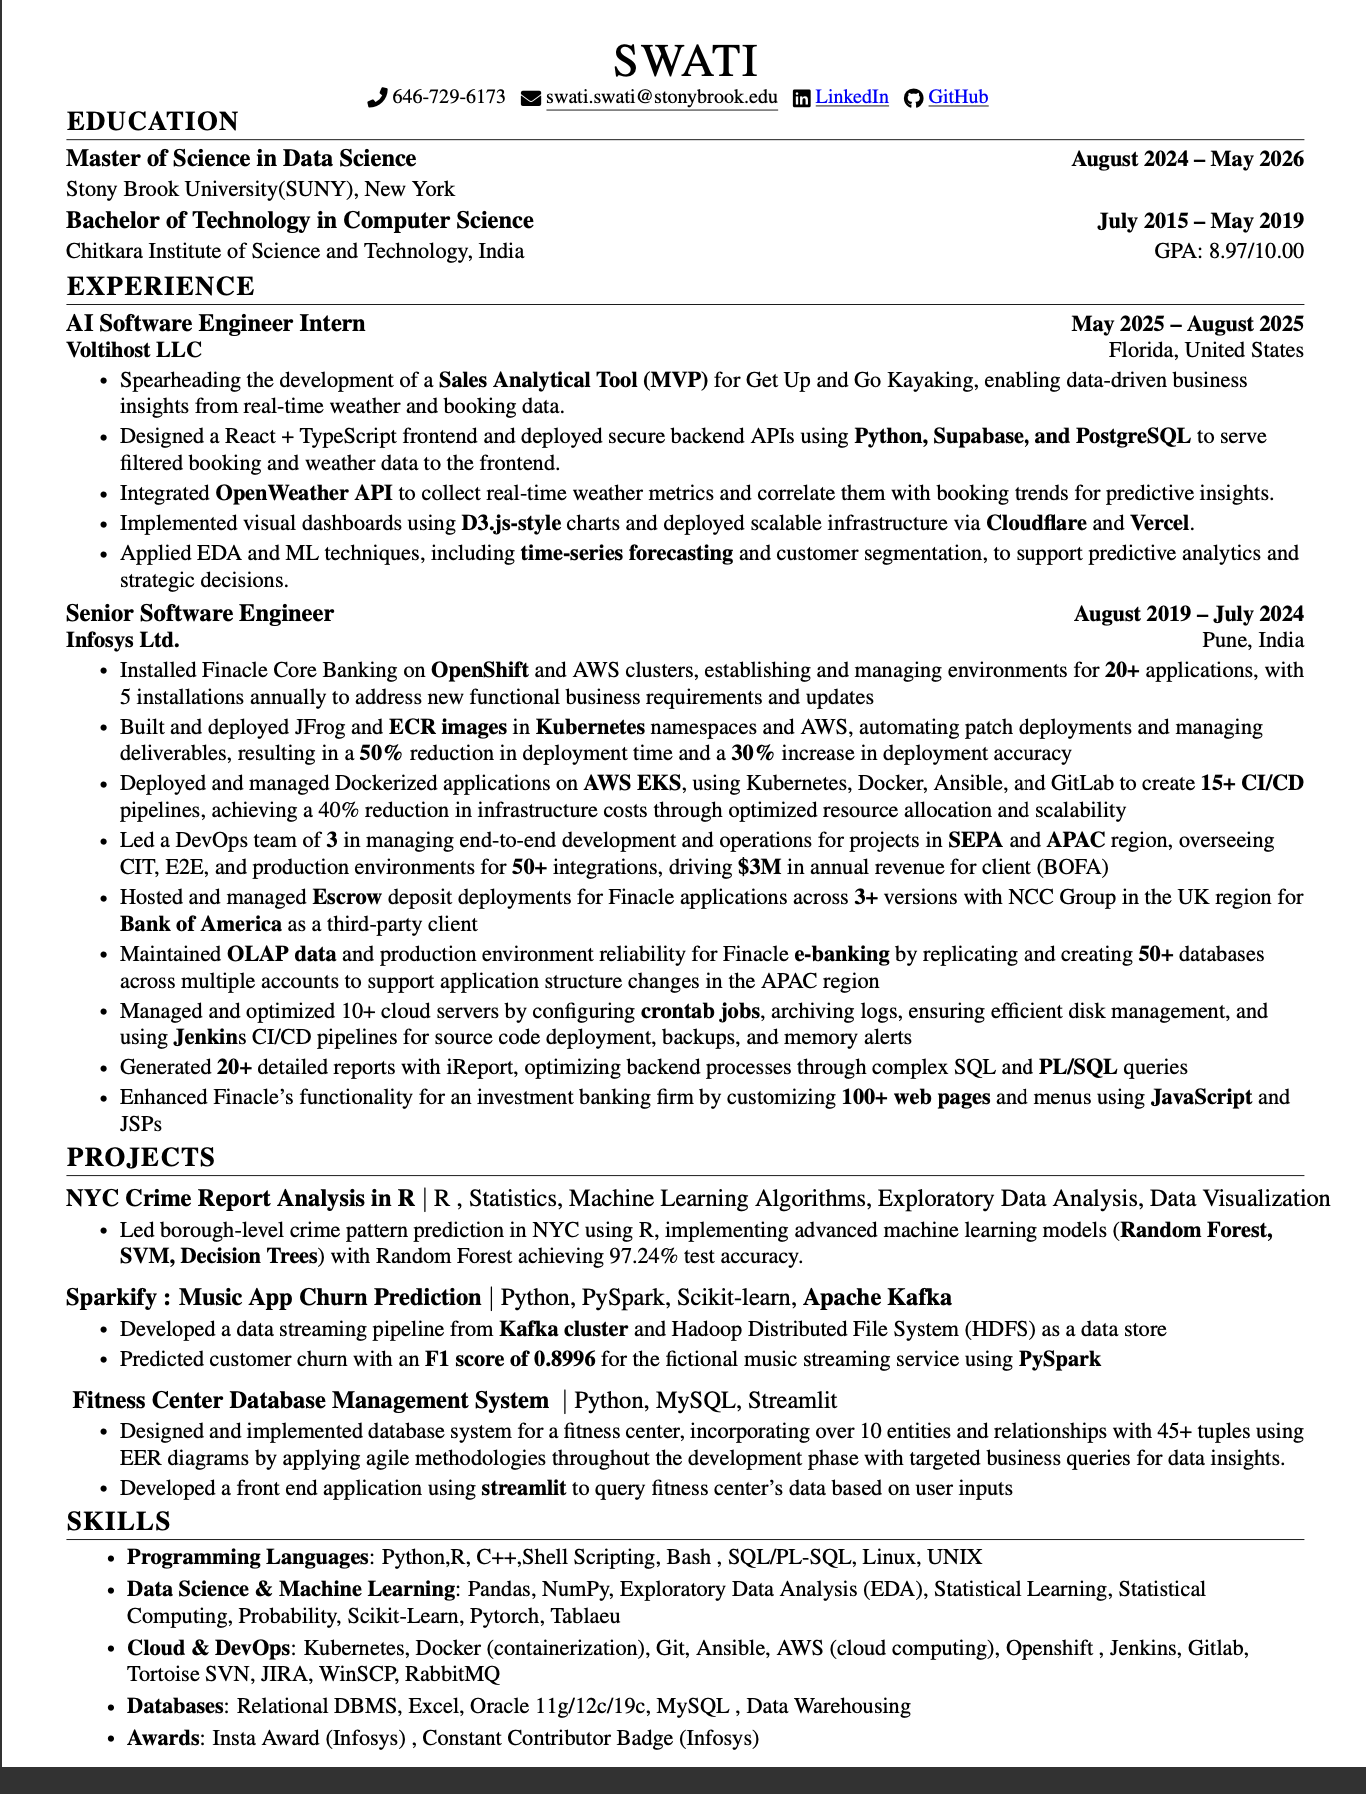 SWATI
646-729-6173 swati.swati@stonybrook.edu LinkedIn GitHub
EDUCATION
Master of Science in Data Science August 2024 – May 2026
Stony Brook University(SUNY), New York
Bachelor of Technology in Computer Science July 2015 – May 2019
Chitkara Institute of Science and Technology, India GPA: 8.97/10.00
EXPERIENCE
AI Software Engineer Intern May 2025 – August 2025
Voltihost LLC Florida, United States
• Spearheading the development of a Sales Analytical Tool (MVP) for Get Up and Go Kayaking, enabling data-driven business
insights from real-time weather and booking data.
• Designed a React + TypeScript frontend and deployed secure backend APIs using Python, Supabase, and PostgreSQL to serve
filtered booking and weather data to the frontend.
• Integrated OpenWeather API to collect real-time weather metrics and correlate them with booking trends for predictive insights.
• Implemented visual dashboards using D3.js-style charts and deployed scalable infrastructure via Cloudflare and Vercel.
• Applied EDA and ML techniques, including time-series forecasting and customer segmentation, to support predictive analytics and
strategic decisions.
Senior Software Engineer August 2019 – July 2024
Infosys Ltd. Pune, India
• Installed Finacle Core Banking on OpenShift and AWS clusters, establishing and managing environments for 20+ applications, with
5 installations annually to address new functional business requirements and updates
• Built and deployed JFrog and ECR images in Kubernetes namespaces and AWS, automating patch deployments and managing
deliverables, resulting in a 50% reduction in deployment time and a 30% increase in deployment accuracy
• Deployed and managed Dockerized applications on AWS EKS, using Kubernetes, Docker, Ansible, and GitLab to create 15+ CI/CD
pipelines, achieving a 40% reduction in infrastructure costs through optimized resource allocation and scalability
• Led a DevOps team of 3 in managing end-to-end development and operations for projects in SEPA and APAC region, overseeing
CIT, E2E, and production environments for 50+ integrations, driving $3M in annual revenue for client (BOFA)
• Hosted and managed Escrow deposit deployments for Finacle applications across 3+ versions with NCC Group in the UK region for
Bank of America as a third-party client
• Maintained OLAP data and production environment reliability for Finacle e-banking by replicating and creating 50+ databases
across multiple accounts to support application structure changes in the APAC region
• Managed and optimized 10+ cloud servers by configuring crontab jobs, archiving logs, ensuring efficient disk management, and
using Jenkins CI/CD pipelines for source code deployment, backups, and memory alerts
• Generated 20+ detailed reports with iReport, optimizing backend processes through complex SQL and PL/SQL queries
• Enhanced Finacle’s functionality for an investment banking firm by customizing 100+ web pages and menus using JavaScript and
JSPs
PROJECTS
NYC Crime Report Analysis in R | R , Statistics, Machine Learning Algorithms, Exploratory Data Analysis, Data Visualization
• Led borough-level crime pattern prediction in NYC using R, implementing advanced machine learning models (Random Forest,
SVM, Decision Trees) with Random Forest achieving 97.24% test accuracy.
Sparkify : Music App Churn Prediction | Python, PySpark, Scikit-learn, Apache Kafka
• Developed a data streaming pipeline from Kafka cluster and Hadoop Distributed File System (HDFS) as a data store
• Predicted customer churn with an F1 score of 0.8996 for the fictional music streaming service using PySpark
Fitness Center Database Management System | Python, MySQL, Streamlit
• Designed and implemented database system for a fitness center, incorporating over 10 entities and relationships with 45+ tuples using
EER diagrams by applying agile methodologies throughout the development phase with targeted business queries for data insights.
• Developed a front end application using streamlit to query fitness center’s data based on user inputs
SKILLS
• Programming Languages: Python,R, C++,Shell Scripting, Bash , SQL/PL-SQL, Linux, UNIX
• Data Science & Machine Learning: Pandas, NumPy, Exploratory Data Analysis (EDA), Statistical Learning, Statistical
Computing, Probability, Scikit-Learn, Pytorch, Tablaeu
• Cloud & DevOps: Kubernetes, Docker (containerization), Git, Ansible, AWS (cloud computing), Openshift , Jenkins, Gitlab,
Tortoise SVN, JIRA, WinSCP, RabbitMQ
• Databases: Relational DBMS, Excel, Oracle 11g/12c/19c, MySQL , Data Warehousing
• Awards: Insta Award (Infosys) , Constant Contributor Badge (Infosys)